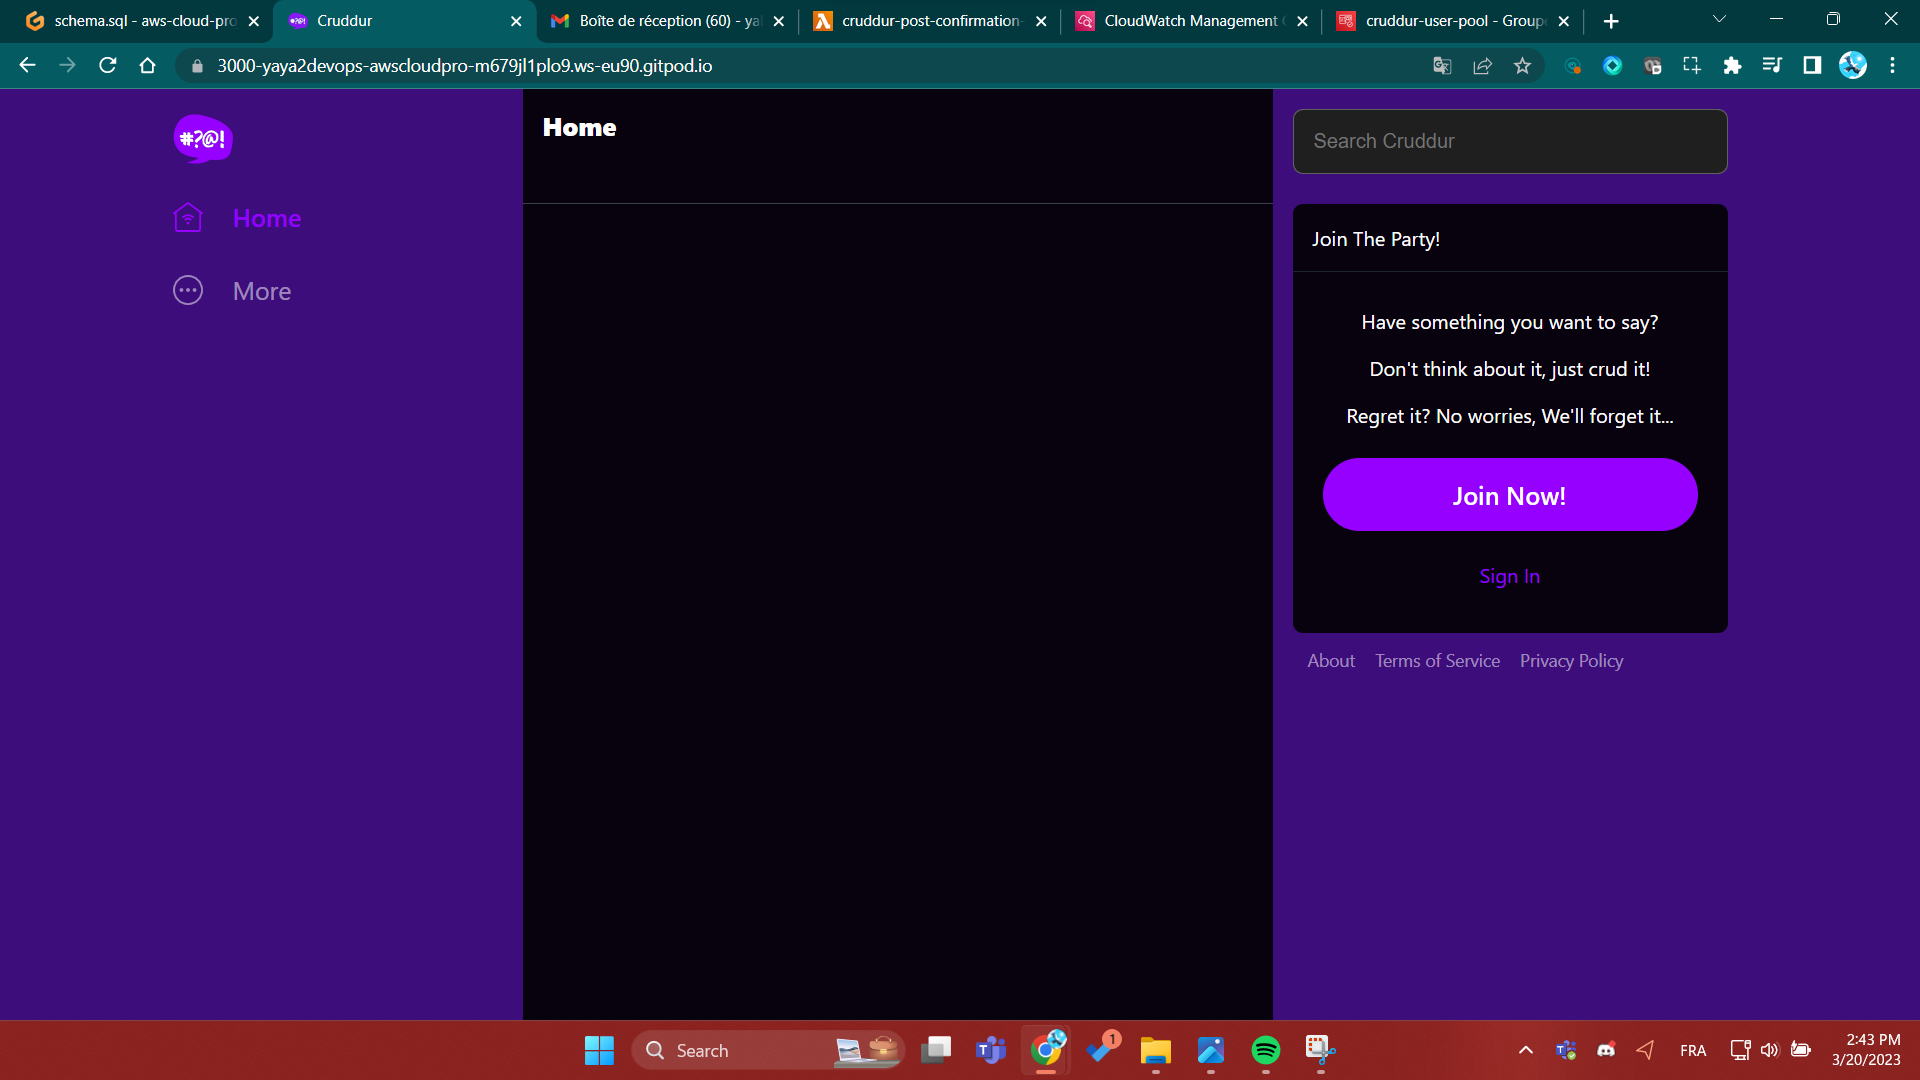 schema.sql - aws-cloud-pro
Cruddur
Boîte de réception (60) - yal
cruddur-post-confirmation-
CloudWatch Management C
cruddur-user-pool - Groupe
3000-yaya2devops-awscloudpro-m679jl1plo9.ws-eu90.gitpod.io
#?@!
Home
More
Home
Search Cruddur
Join The Party!
Have something you want to say?
Don't think about it, just crud it!
Regret it? No worries, We'll forget it...
Join Now!
Sign In
About Terms of Service Privacy Policy
Search
1
FRA
2:43 PM
3/20/2023